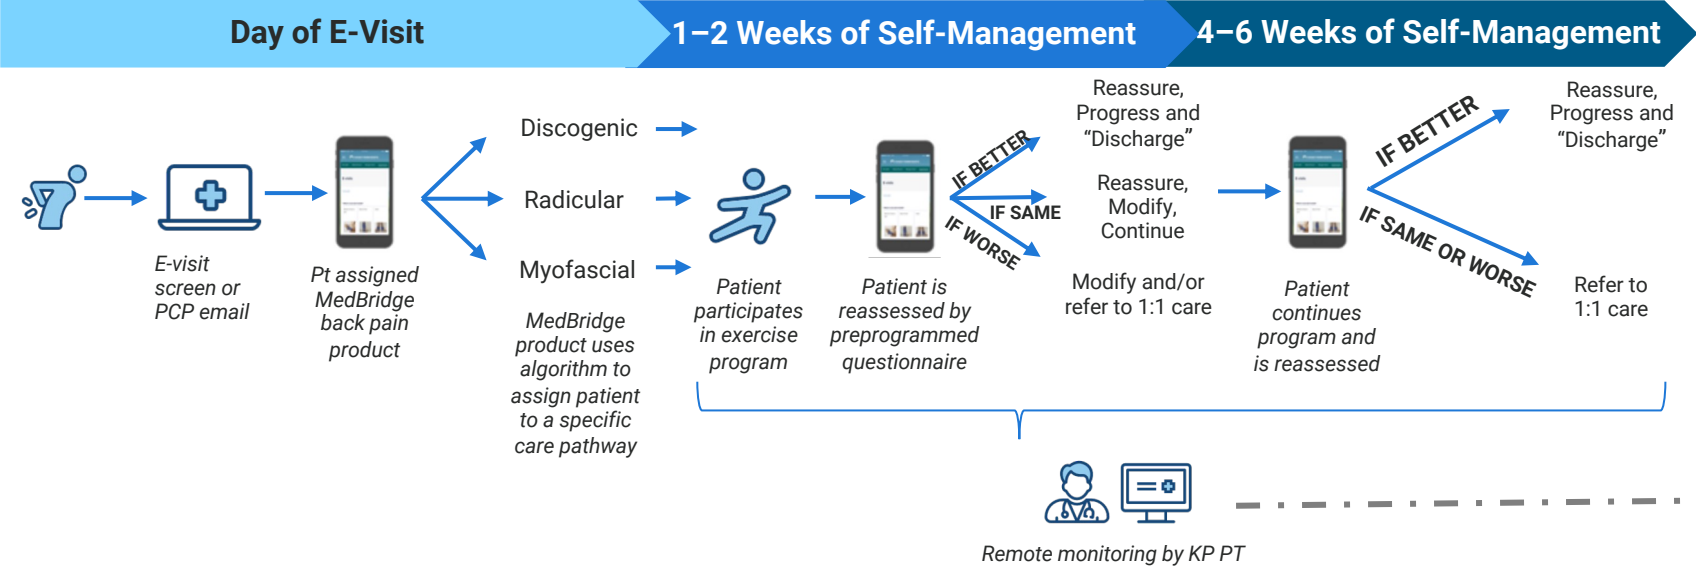 Day of E-Visit
1–2 Weeks of Self-Management
4–6 Weeks of Self-Management
E-visit
screen or
PCP email
Pt assigned
MedBridge
back pain
product
Discogenic
Radicular
Myofascial
MedBridge
product uses
algorithm to
assign patient
to a specific
care pathway
Patient
participates
in exercise
program
Patient is
reassessed by
preprogrammed
questionnaire
IF BETTER
IF SAME
IF WORSE
Reassure,
Progress and
“Discharge”
Reassure,
Modify,
Continue
Modify and/or
refer to 1:1 care
Patient
continues
program and
is reassessed
IF BETTER
IF SAME OR WORSE
Reassure,
Progress and
“Discharge”
Refer to
1:1 care
Remote monitoring by KP PT